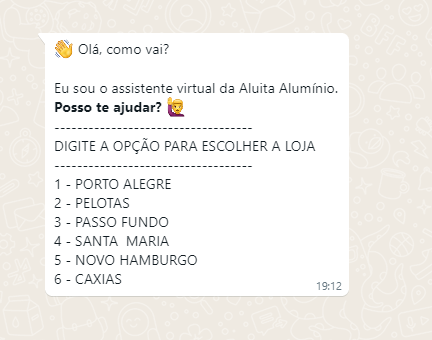 👋 Olá, como vai?
Eu sou o assistente virtual da Aluita Alumínio.
Posso te ajudar? 🙋‍♂️
----------------------------------
DIGITE A OPÇÃO PARA ESCOLHER A LOJA
----------------------------------
1 - PORTO ALEGRE
2 - PELOTAS
3 - PASSO FUNDO
4 - SANTA  MARIA
5 - NOVO HAMBURGO
6 - CAXIAS
19:12